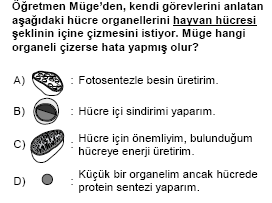 Öğretmen Müge'den, kendi görevlerini anlatan
aşağıdaki hücre organellerini hayvan hücresi
şeklinin içine çizmesini istiyor. Müge hangi
organeli çizerse hata yapmış olur?
A) : Fotosentezle besin üretirim.
B) : Hücre içi sindirimi yaparım.
C) : Hücre için önemliyim, bulunduğum
hücreye enerji üretirim.
D) : Küçük bir organelim ancak hücrede
protein sentezi yaparım.